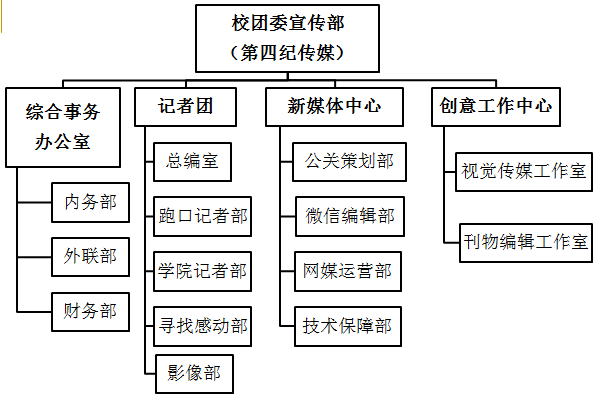 校团委宣传部
（第四纪传媒）
综合事务
办公室
内务部
外联部
财务部
记者团
总编室
跑口记者部
学院记者部
寻找感动部
影像部
新媒体中心
公关策划部
微信编辑部
网媒运营部
技术保障部
创意工作中心
视觉传媒工作室
刊物编辑工作室